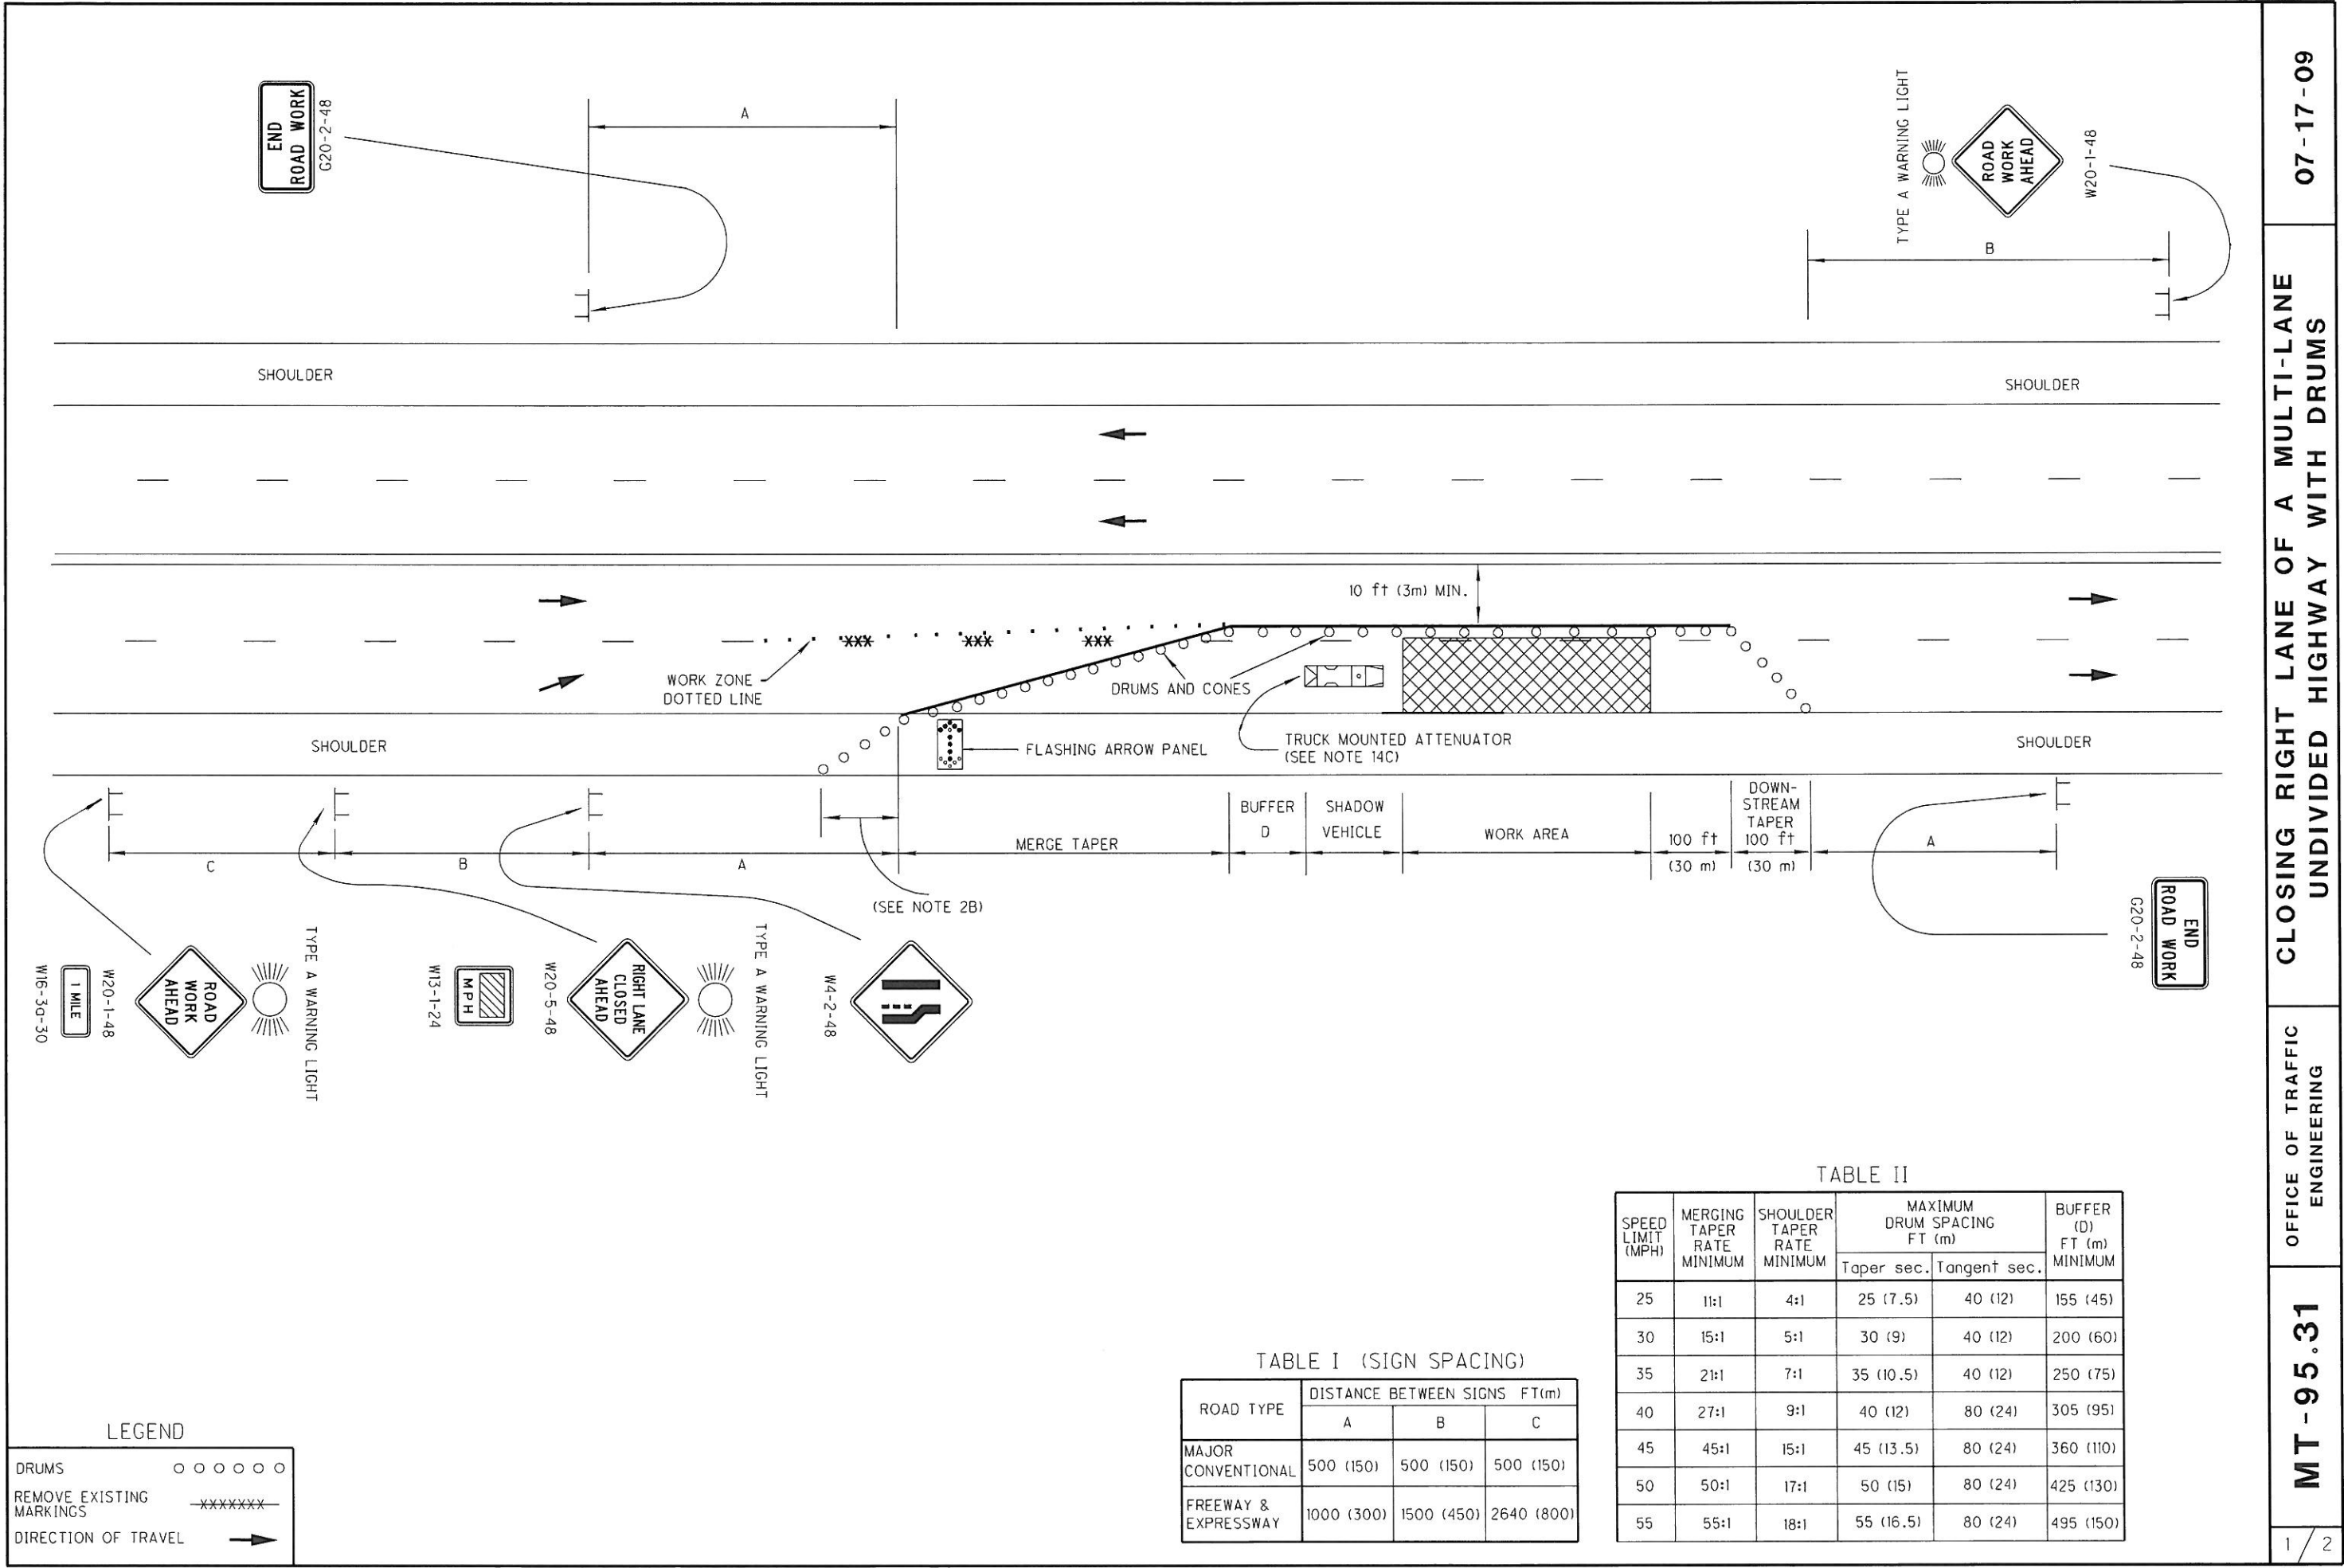 END
ROAD WORK
G20-2-48
A
TYPE A WARNING LIGHT
ROAD
WORK
AHEAD
W20-1-48
B
SHOULDER
SHOULDER
10 ft (3m) MIN.
XXX
XXX
XXX
WORK ZONE
DOTTED LINE
DRUMS AND CONES
SHOULDER
FLASHING ARROW PANEL
TRUCK MOUNTED ATTENUATOR
(SEE NOTE 14C)
SHOULDER
C
B
A
(SEE NOTE 2B)
MERGE TAPER
BUFFER
D
SHADOW
VEHICLE
WORK AREA
100 ft
(30 m)
DOWN-
STREAM
TAPER
100 ft
(30 m)
A
END
ROAD WORK
G20-2-48
ROAD
WORK
AHEAD
W20-1-48
1 MILE
W16-3a-30
TYPE A WARNING LIGHT
RIGHT LANE
CLOSED
AHEAD
W20-5-48
MPH
W13-1-24
TYPE A WARNING LIGHT
W4-2-48
LEGEND
DRUMS
REMOVE EXISTING
MARKINGS
XXXXXXX
DIRECTION OF TRAVEL
TABLE I (SIGN SPACING)
ROAD TYPE
DISTANCE BETWEEN SIGNS FT(m)
A B C
MAJOR
CONVENTIONAL
500 (150) 500 (150) 500 (150)
FREEWAY &
EXPRESSWAY
1000 (300) 1500 (450) 2640 (800)
TABLE II
SPEED
LIMIT
(MPH)
MERGING
TAPER
RATE
MINIMUM
SHOULDER
TAPER
RATE
MINIMUM
MAXIMUM
DRUM SPACING
FT (m)
Taper sec. Tangent sec.
BUFFER
(D)
FT (m)
MINIMUM
25 11:1 4:1 25 (7.5) 40 (12) 155 (45)
30 15:1 5:1 30 (9) 40 (12) 200 (60)
35 21:1 7:1 35 (10.5) 40 (12) 250 (75)
40 27:1 9:1 40 (12) 80 (24) 305 (95)
45 45:1 15:1 45 (13.5) 80 (24) 360 (110)
50 50:1 17:1 50 (15) 80 (24) 425 (130)
55 55:1 18:1 55 (16.5) 80 (24) 495 (150)
07-17-09
CLOSING RIGHT LANE OF A MULTI-LANE
UNDIVIDED HIGHWAY WITH DRUMS
OFFICE OF TRAFFIC
ENGINEERING
MT-95.31
1/2